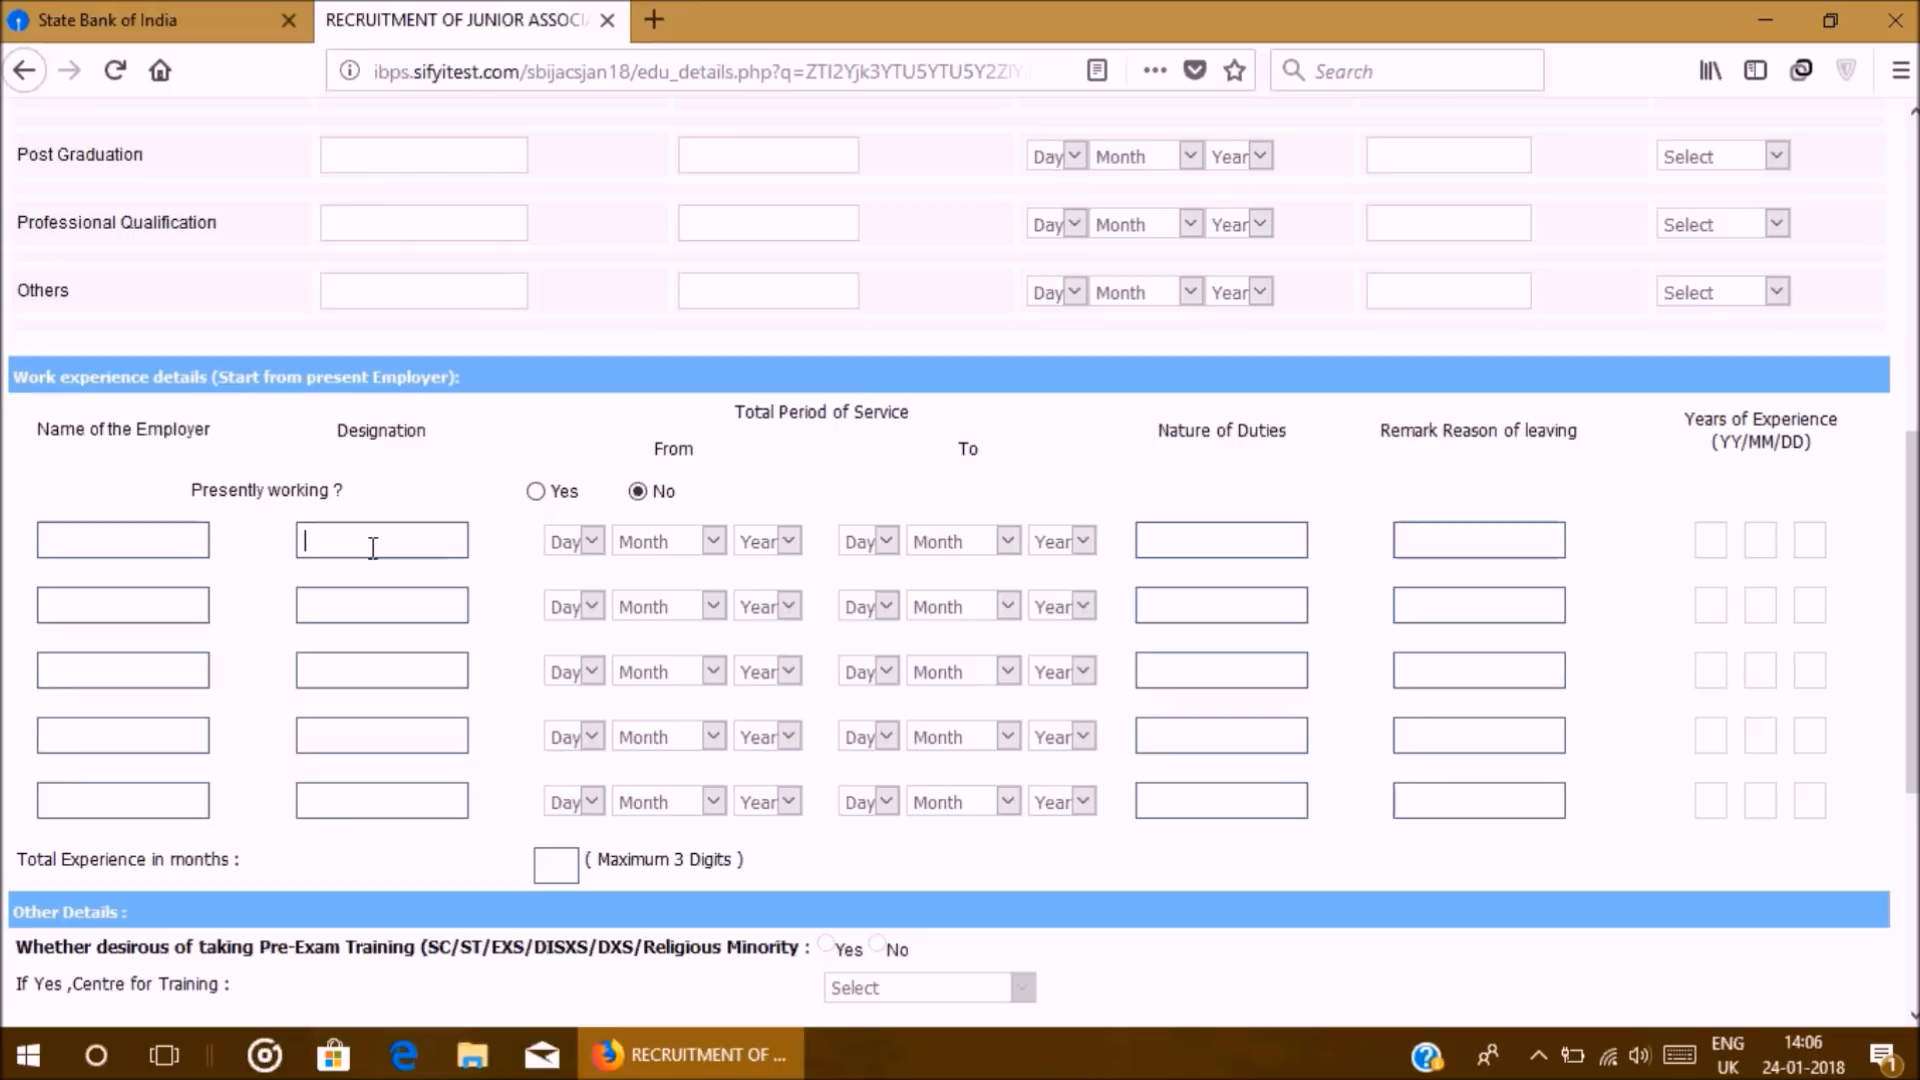 State Bank of India
RECRUITMENT OF JUNIOR ASSOCI
ibps.sifyitest.com/sbijacsjan18/edu_details.php?q=ZTI2Yjk3YTU5YTU5Y2ZIY
Search
Post Graduation Day Month Year Select
Professional Qualification Day Month Year Select
Others Day Month Year Select
Work experience details (Start from present Employer):
Name of the Employer Designation Total Period of Service From To Nature of Duties Remark Reason of leaving Years of Experience (YY/MM/DD)
Presently working ? Yes No
Day Month Year Day Month Year
Day Month Year Day Month Year
Day Month Year Day Month Year
Day Month Year Day Month Year
Day Month Year Day Month Year
Total Experience in months : ( Maximum 3 Digits )
Other Details :
Whether desirous of taking Pre-Exam Training (SC/ST/EXS/DISXS/DXS/Religious Minority : Yes No
If Yes ,Centre for Training : Select
RECRUITMENT OF ...
ENG
UK
14:06
24-01-2018
1